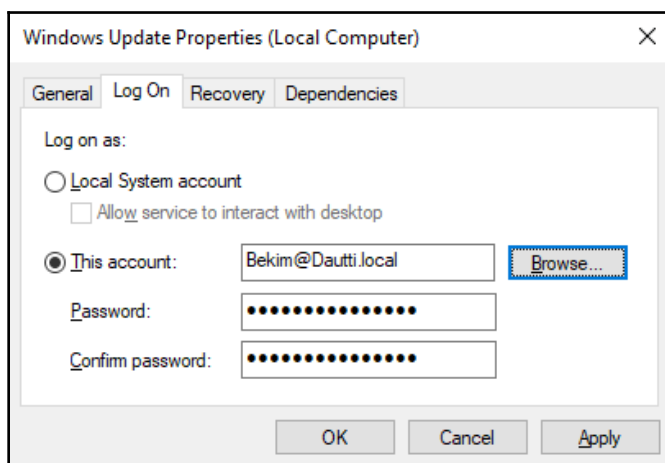 Windows Update Properties (Local Computer)
General Log On Recovery Dependencies
Log on as:
Local System account
Allow service to interact with desktop
This account: Bekim@Dautti.local Browse...
Password: •••••••••••••••
Confirm password: •••••••••••••••
OK Cancel Apply